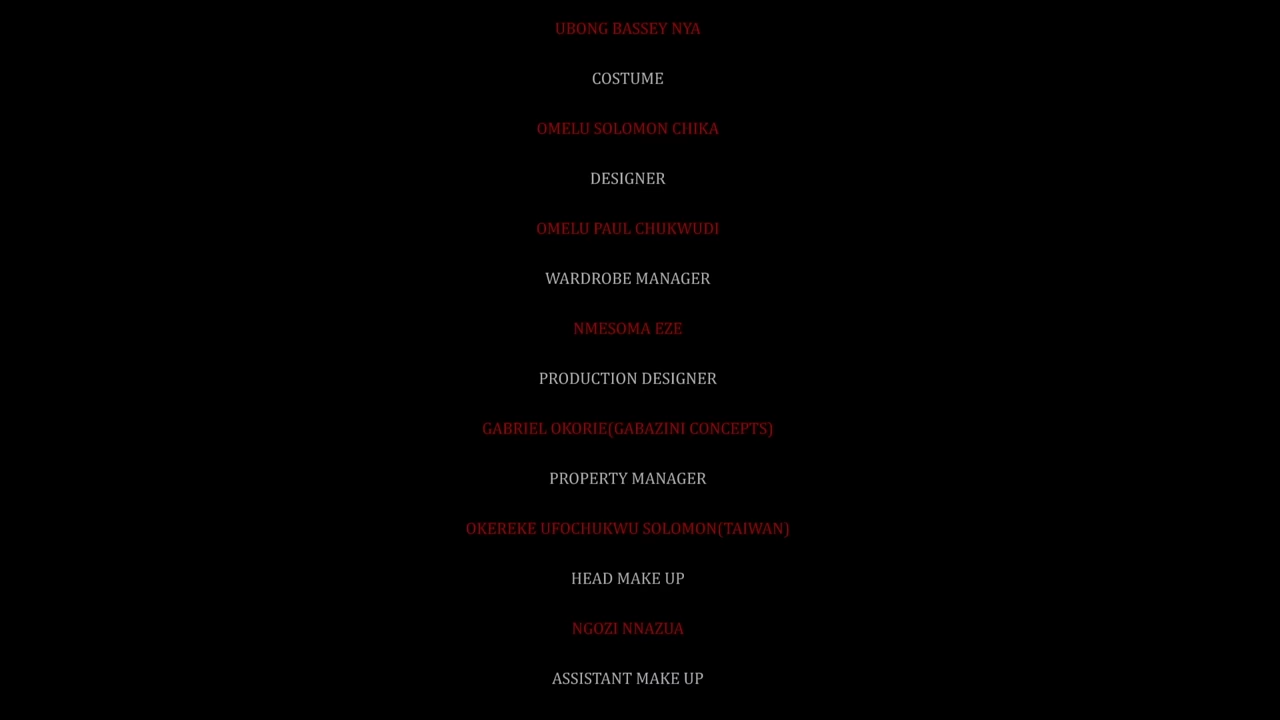 UBONG BASSEY NYA
COSTUME
OMELU SOLOMON CHIKA
DESIGNER
OMELU PAUL CHUKWUDI
WARDROBE MANAGER
NMESOMA EZE
PRODUCTION DESIGNER
GABRIEL OKORIE(GABAZINI CONCEPTS)
PROPERTY MANAGER
OKEREKE UFOCHUKWU SOLOMON(TAIWAN)
HEAD MAKE UP
NGOZI NNAZUA
ASSISTANT MAKE UP